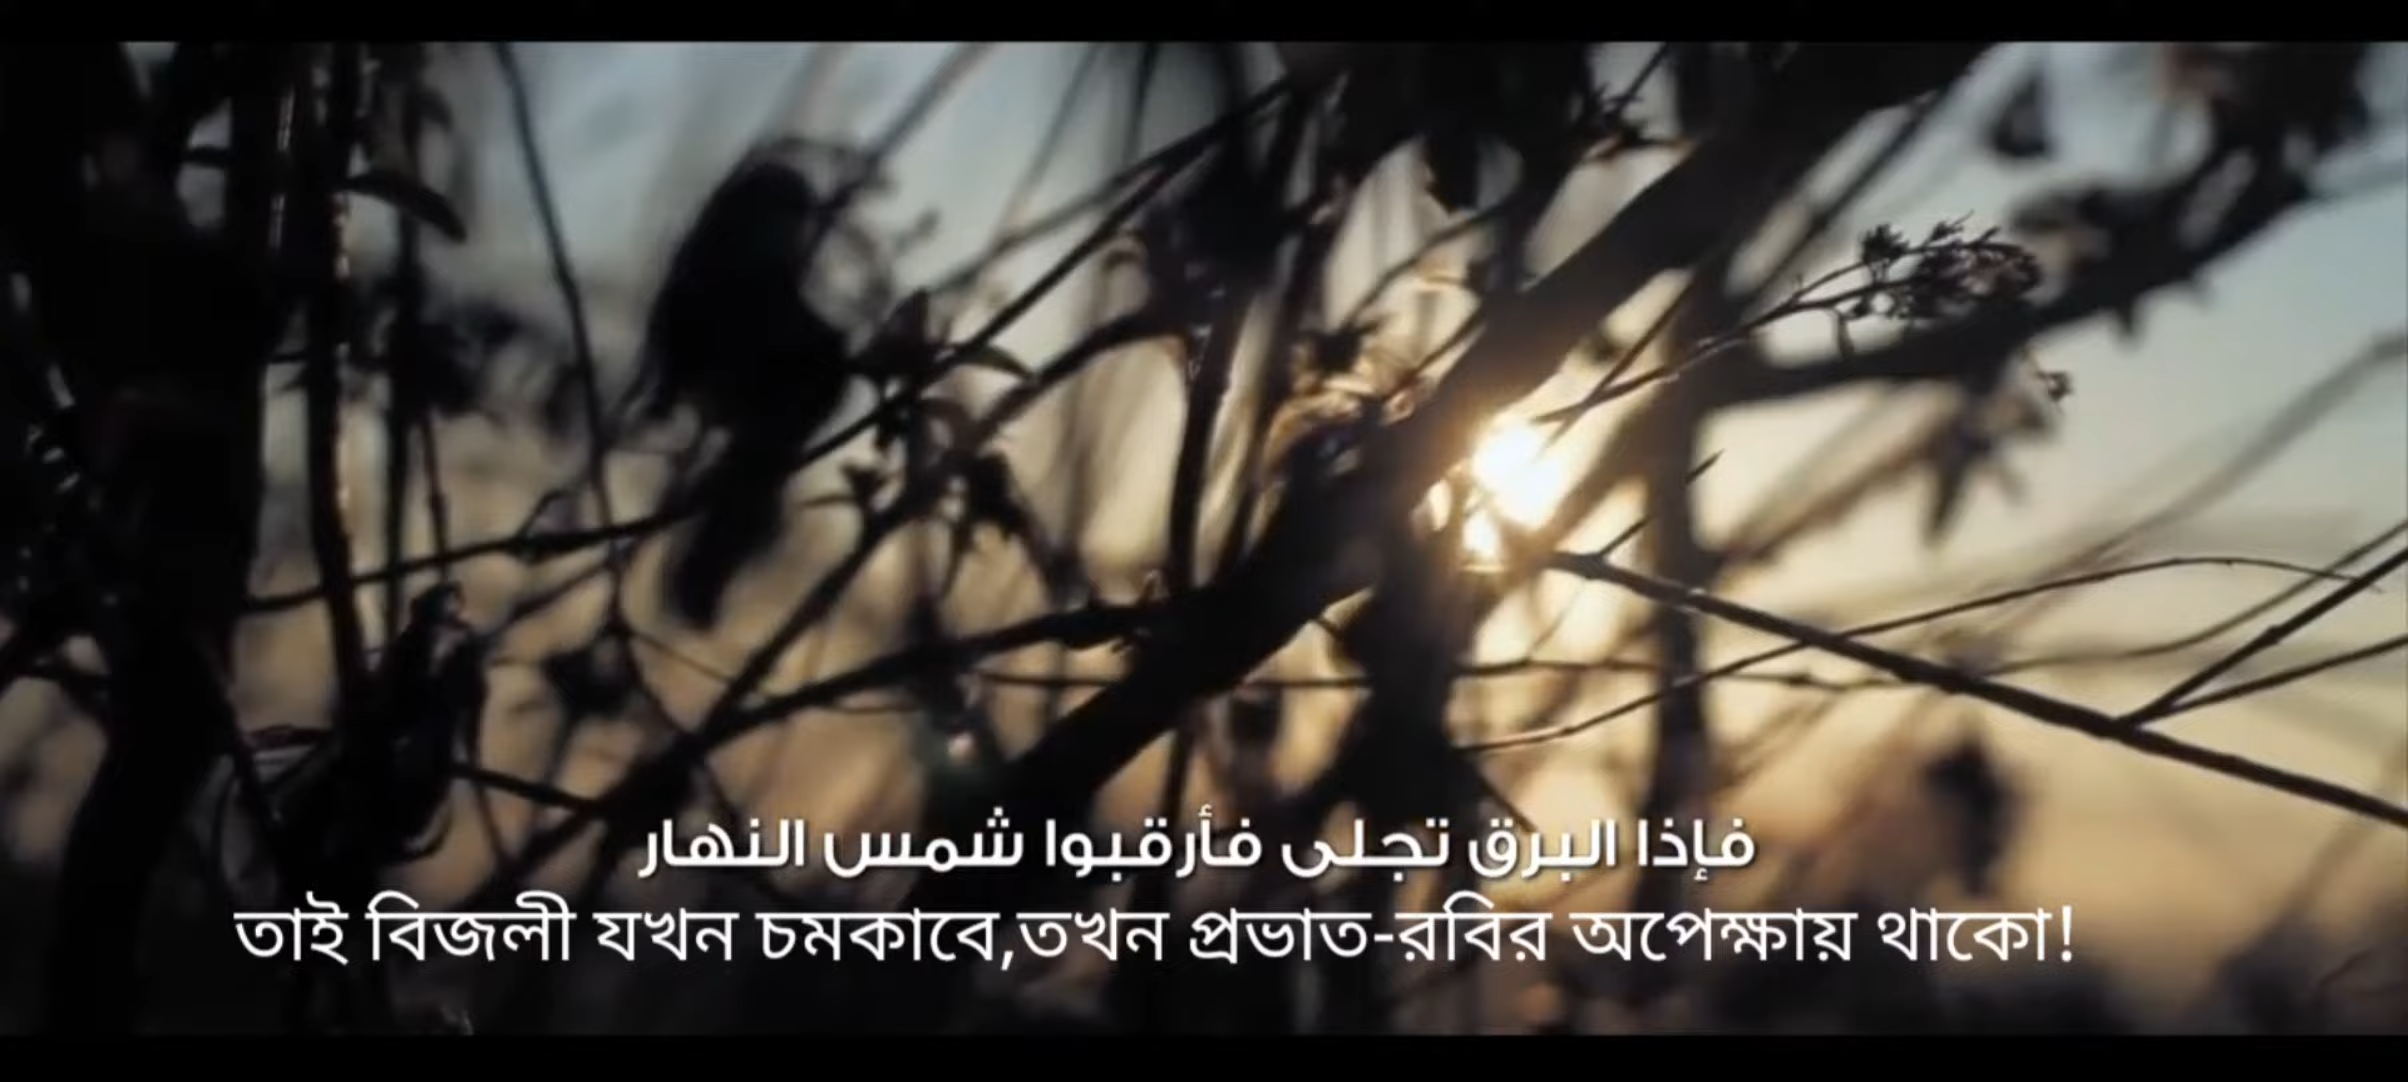 فإذا البرق تجلى فأرقبوا شمس النهار
তাই বিজলী যখন চমকাবে,তখন প্রভাত-রবির অপেক্ষায় থাকো!